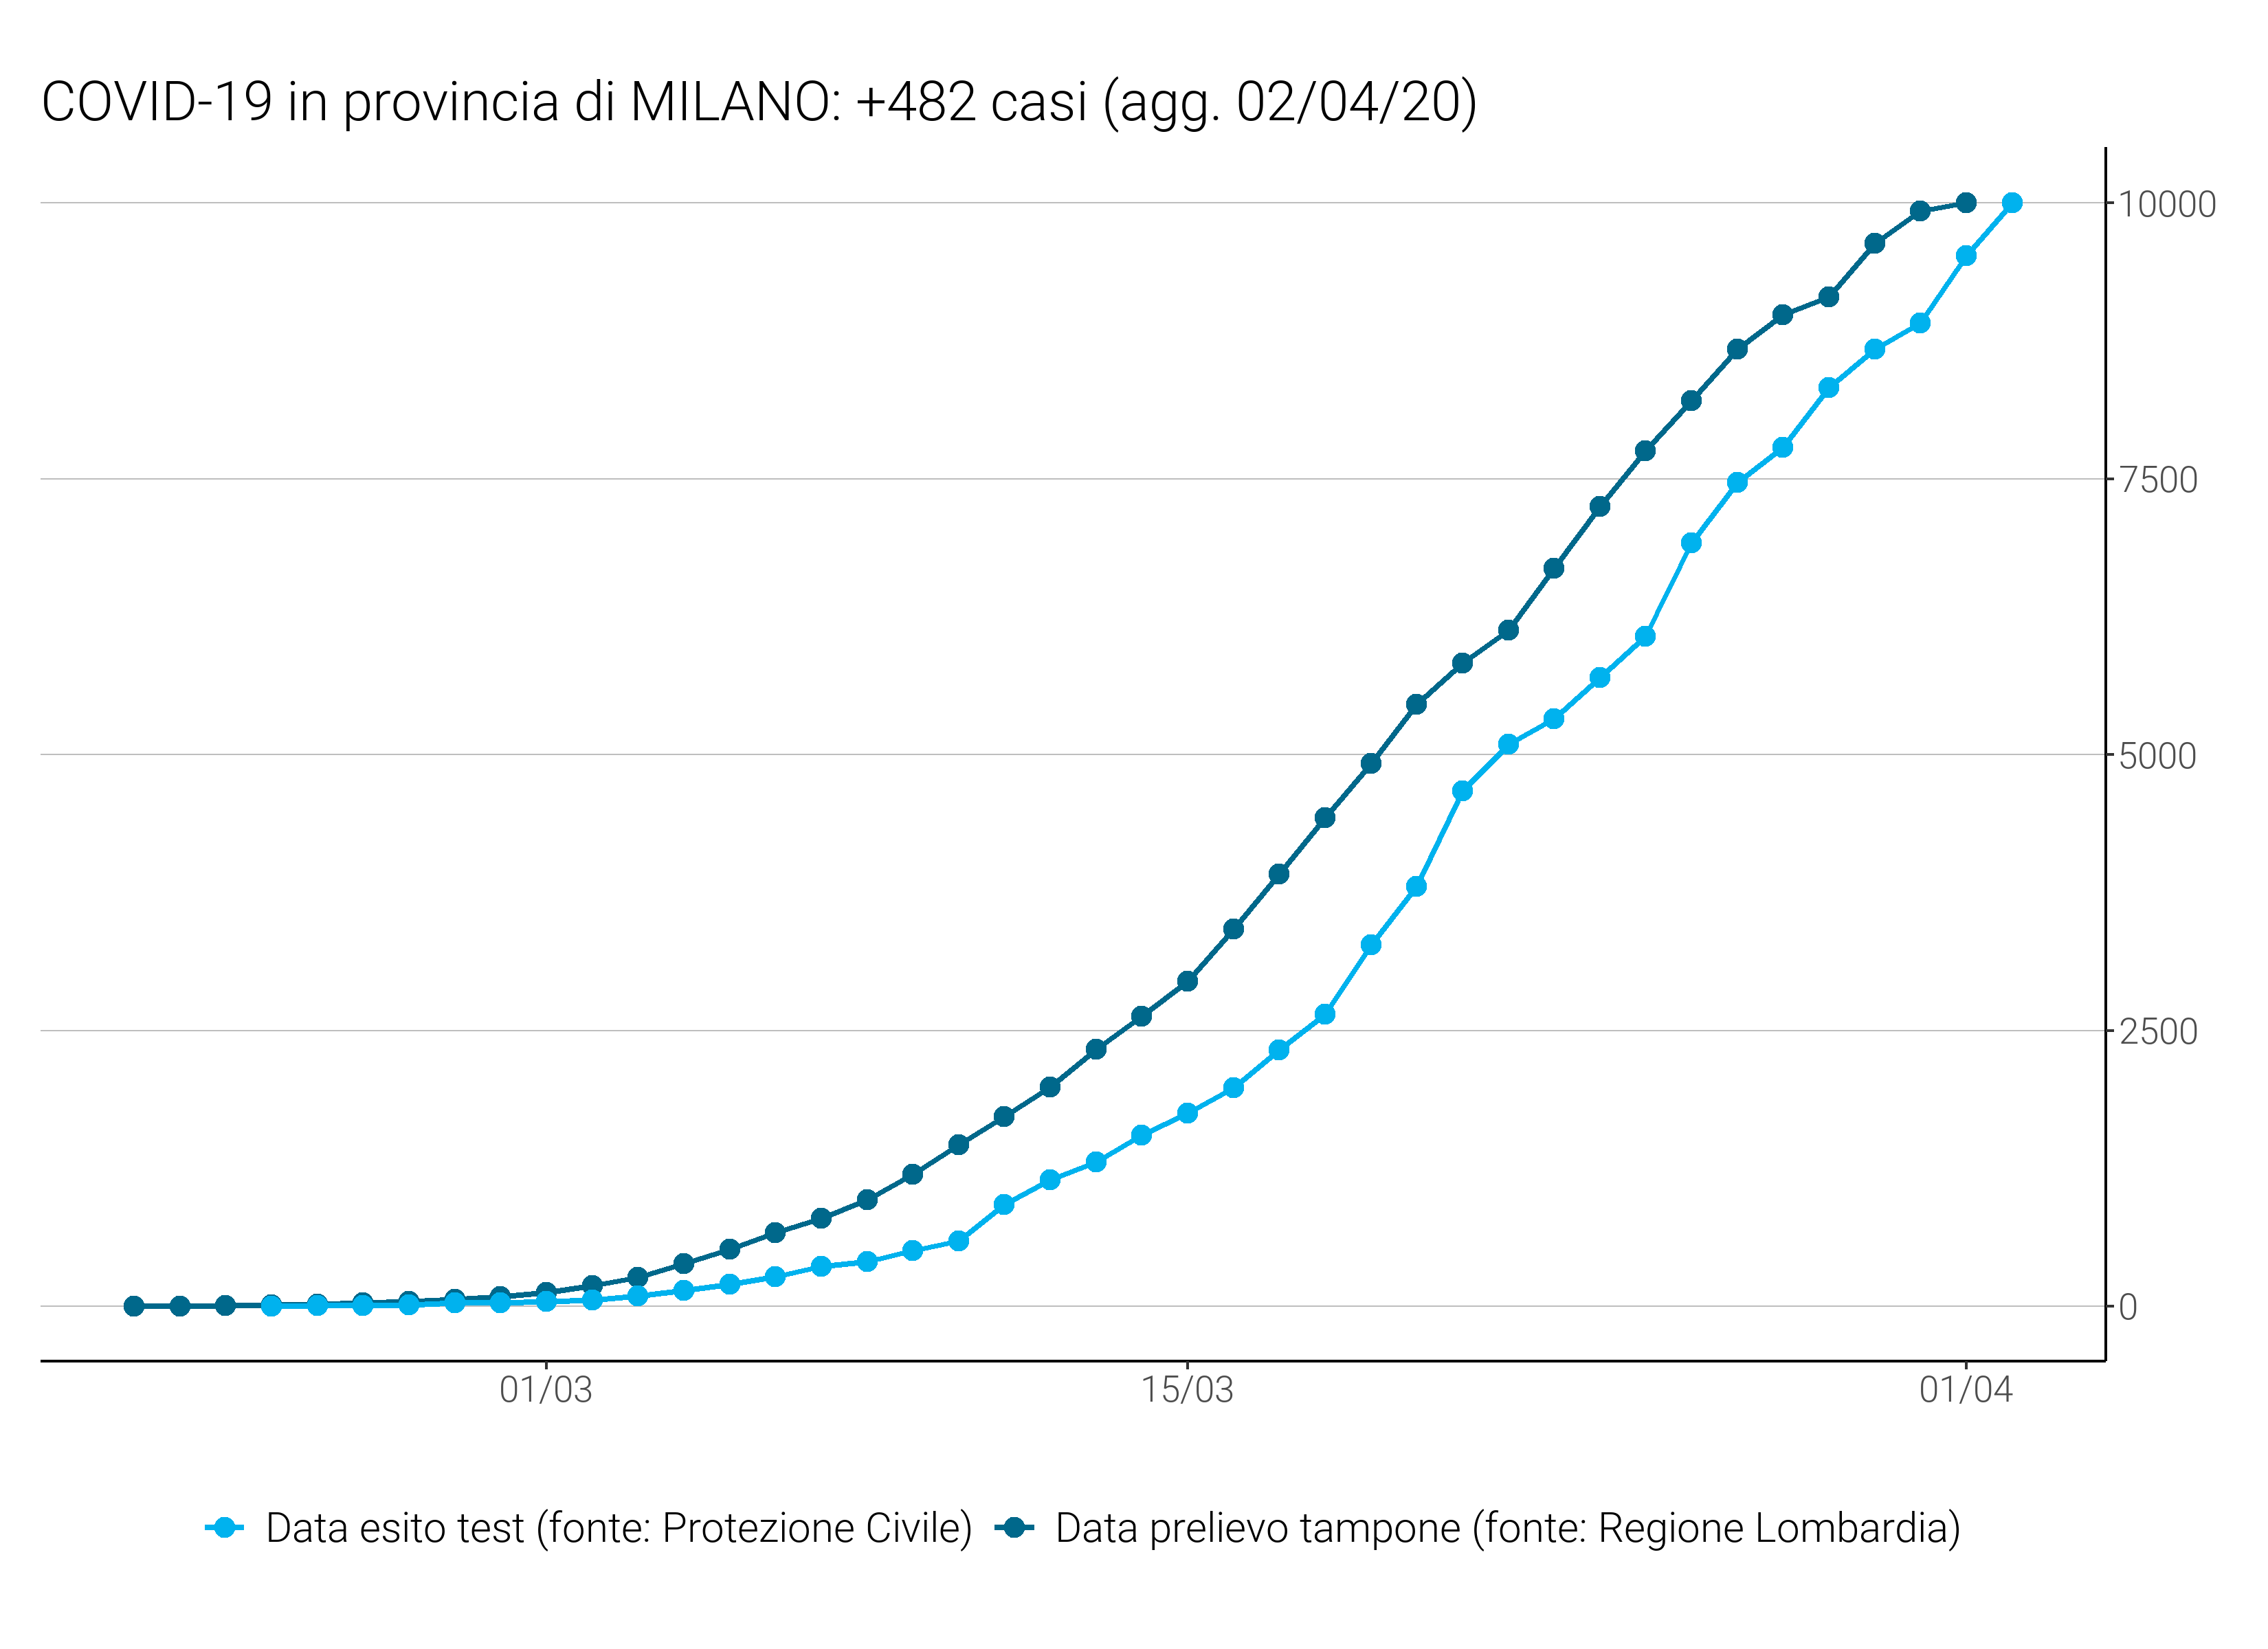 COVID-19 in provincia di MILANO: +482 casi (agg. 02/04/20)
10000
7500
5000
2500
0
01/03 15/03 01/04
Data esito test (fonte: Protezione Civile) Data prelievo tampone (fonte: Regione Lombardia)